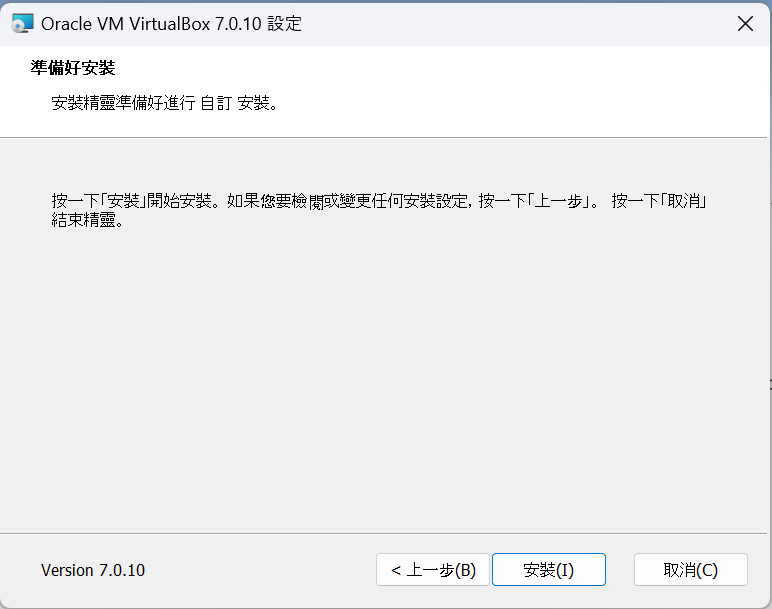 Oracle VM VirtualBox 7.0.10 設定
準備好安裝
安裝精靈準備好進行 自訂 安裝。
按一下「安裝」開始安裝。如果您要檢閱或變更任何安裝設定, 按一下「上一步」。 按一下「取消」
結束精靈。
Version 7.0.10
< 上一步(B)
安裝(I)
取消(C)